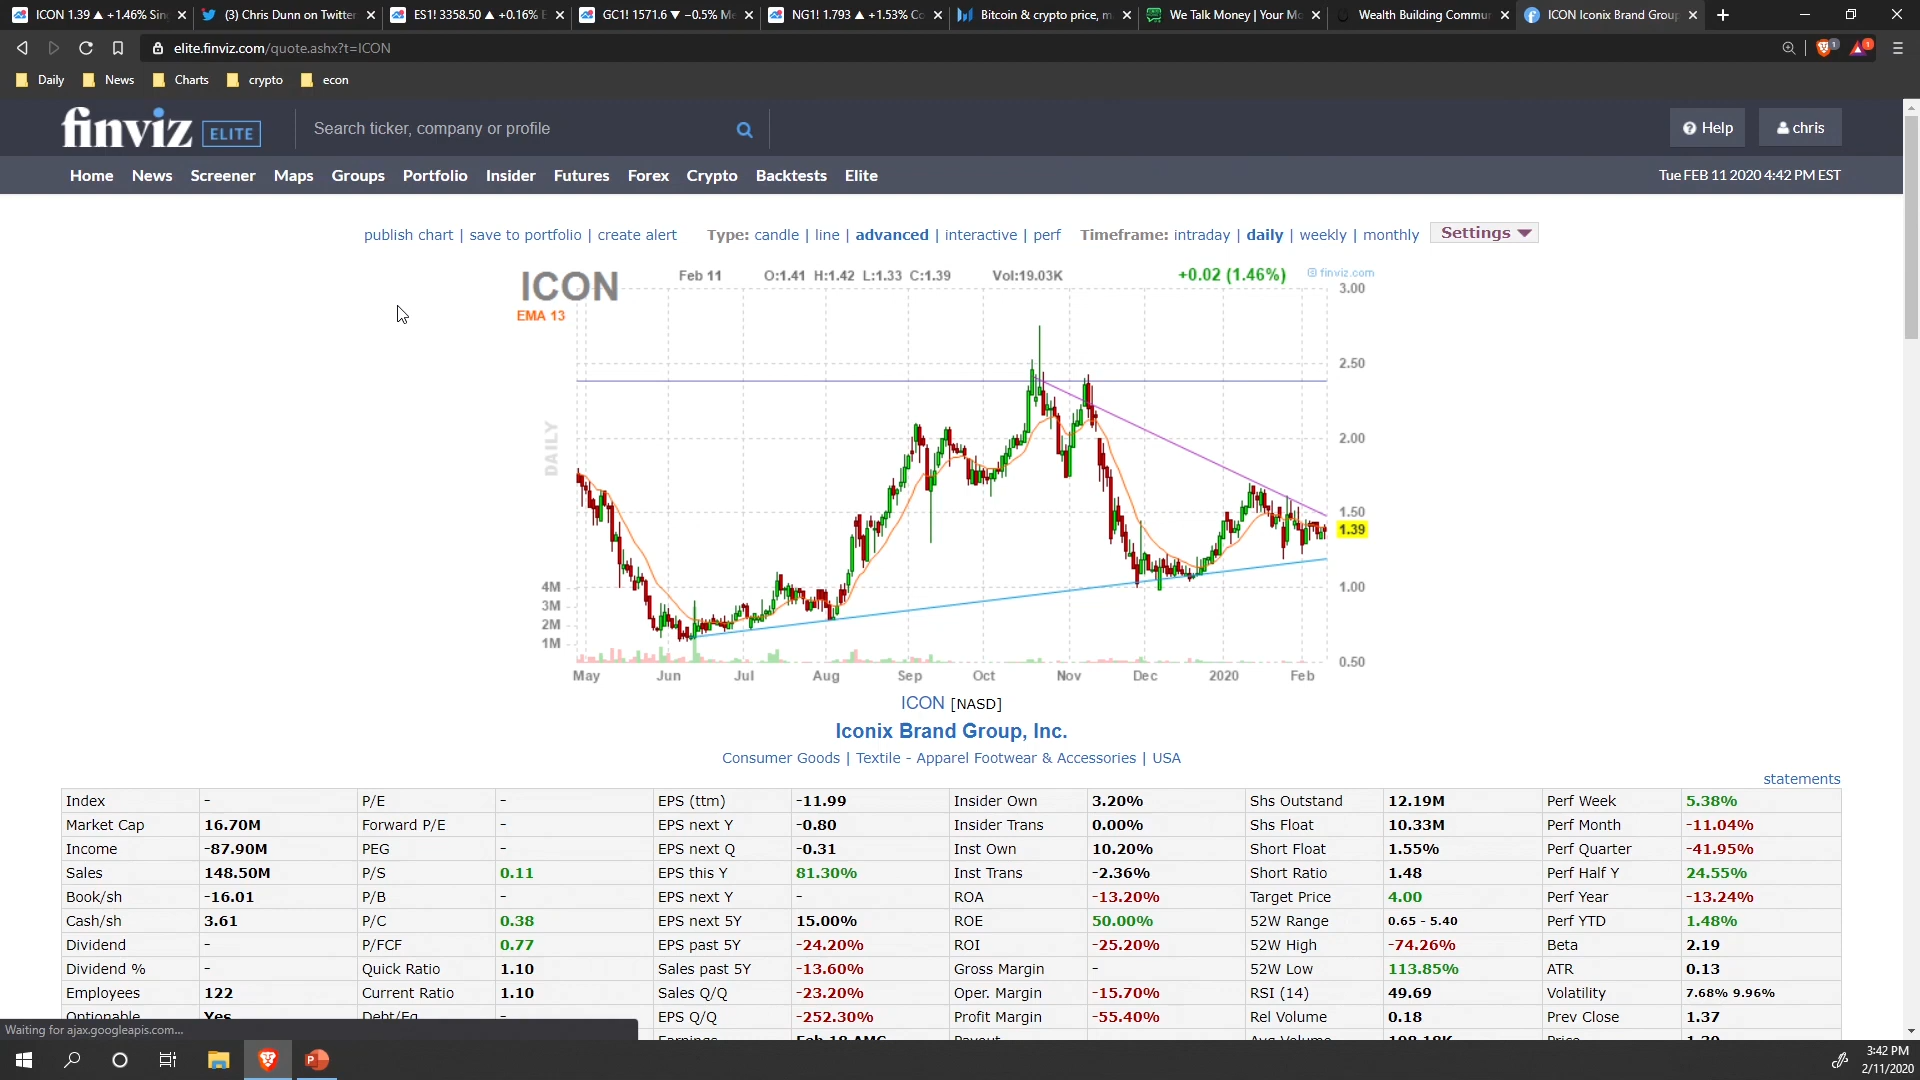 ICON 1.39 ▲ +1.46% Sin
(3) Chris Dunn on Twitter
ES1! 3358.50 ▲ +0.16% E
GC1! 1571.6 ▼ −0.5% M
NG1! 1.793 ▲ +1.53% Co
Bitcoin & crypto price, m
We Talk Money | Your Mo
Wealth Building Commu
ICON Iconix Brand Grou
elite.finviz.com/quote.ashx?t=ICON
1
1
Daily
News
Charts
crypto
econ
finviz ELITE
Search ticker, company or profile
Help
chris
Home News Screener Maps Groups Portfolio Insider Futures Forex Crypto Backtests Elite
Tue FEB 11 2020 4:42 PM EST
publish chart | save to portfolio | create alert Type: candle | line | advanced | interactive | perf Timeframe: intraday | daily | weekly | monthly Settings
ICON Feb 11 O:1.41 H:1.42 L:1.33 C:1.39 Vol:19.03K +0.02 (1.46%) finviz.com
EMA 13
3.00
2.50
2.00
1.50
1.39
1.00
0.50
DAILY
4M
3M
2M
1M
May Jun Jul Aug Sep Oct Nov Dec 2020 Feb
ICON [NASD]
Iconix Brand Group, Inc.
Consumer Goods | Textile - Apparel Footwear & Accessories | USA
statements
Index - P/E - EPS (ttm) -11.99 Insider Own 3.20% Shs Outstand 12.19M Perf Week 5.38%
Market Cap 16.70M Forward P/E - EPS next Y -0.80 Insider Trans 0.00% Shs Float 10.33M Perf Month -11.04%
Income -87.90M PEG - EPS next Q -0.31 Inst Own 10.20% Short Float 1.55% Perf Quarter -41.95%
Sales 148.50M P/S 0.11 EPS this Y 81.30% Inst Trans -2.36% Short Ratio 1.48 Perf Half Y 24.55%
Book/sh -16.01 P/B - EPS next Y - ROA -13.20% Target Price 4.00 Perf Year -13.24%
Cash/sh 3.61 P/C 0.38 EPS next 5Y 15.00% ROE 50.00% 52W Range 0.65 - 5.40 Perf YTD 1.48%
Dividend - P/FCF 0.77 EPS past 5Y -24.20% ROI -25.20% 52W High -74.26% Beta 2.19
Dividend % - Quick Ratio 1.10 Sales past 5Y -13.60% Gross Margin - 52W Low 113.85% ATR 0.13
Employees 122 Current Ratio 1.10 Sales Q/Q -23.20% Oper. Margin -15.70% RSI (14) 49.69 Volatility 7.68% 9.96%
Optionable Yes Debt/Eq - EPS Q/Q -252.30% Profit Margin -55.40% Rel Volume 0.18 Prev Close 1.37
Earnings Feb 18 AMC Payout - Avg Volume 108.18K Price 1.39
Waiting for ajax.googleapis.com...
3:42 PM
2/11/2020